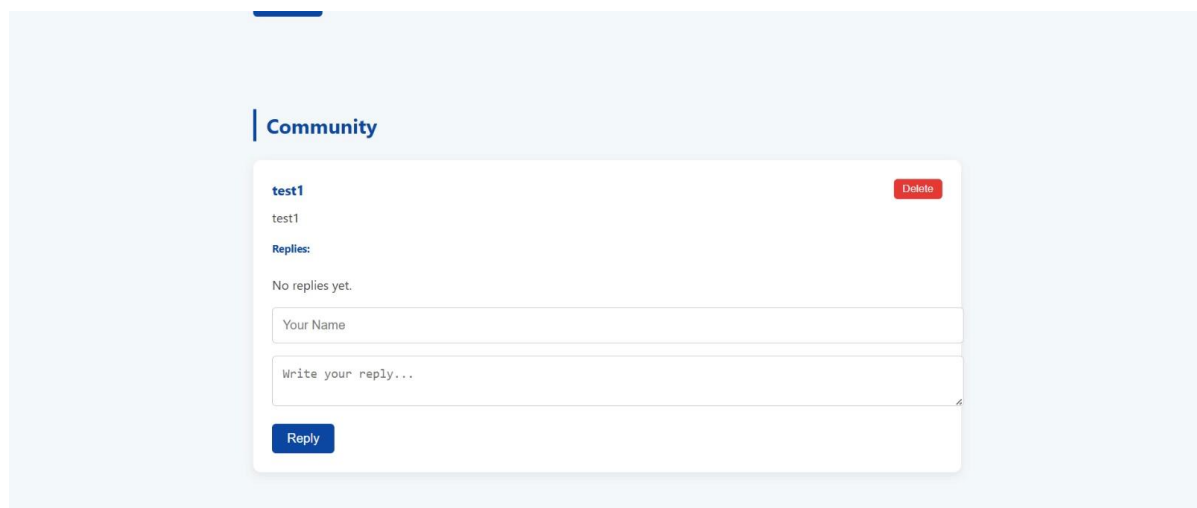 Community
test1
Delete
test1
Replies:
No replies yet.
Your Name
Write your reply...
Reply